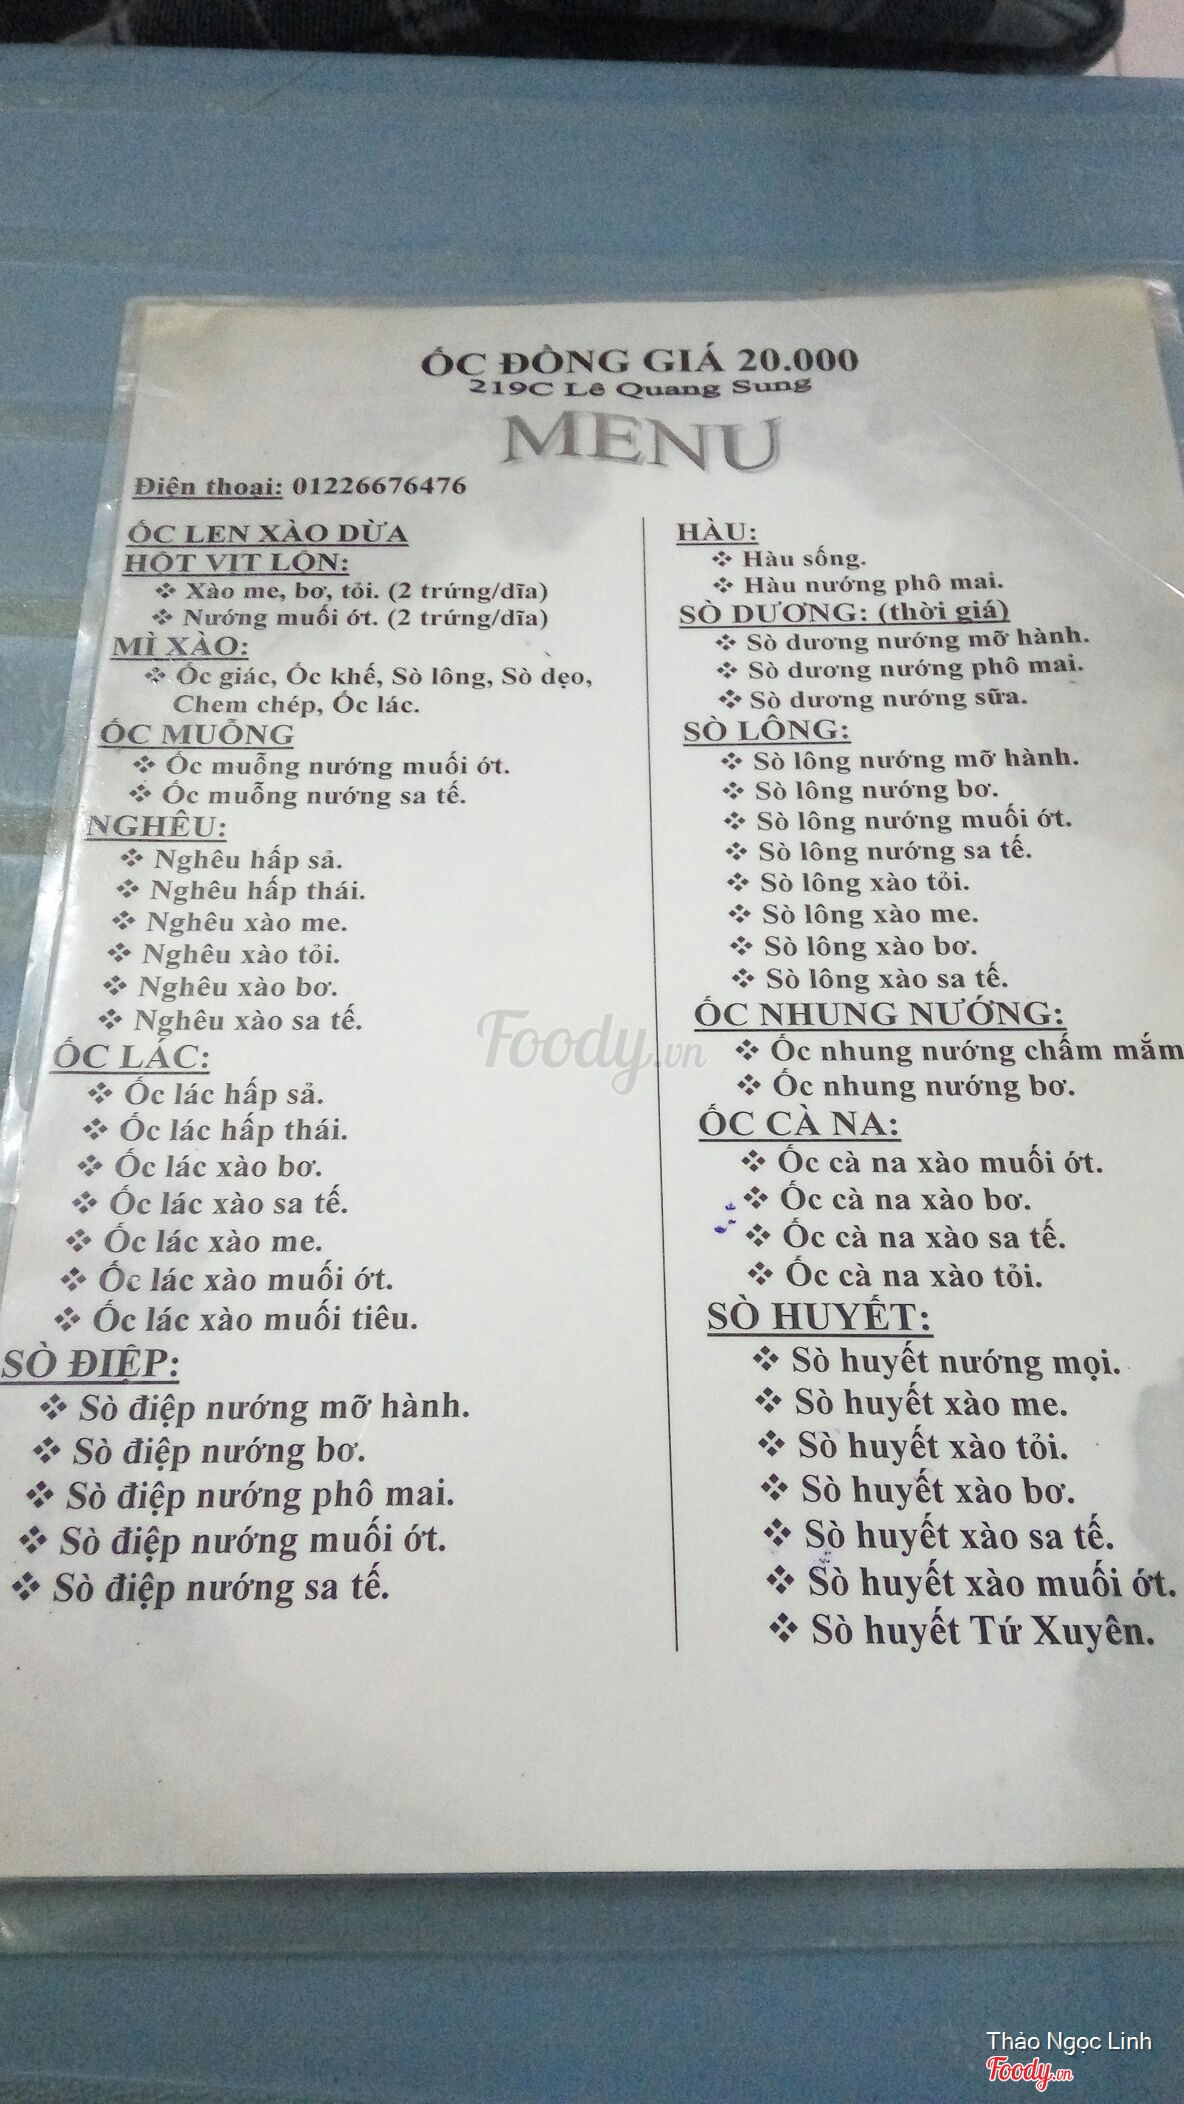 ỐC ĐỒNG GIÁ 20.000
219C Lê Quang Sung
MENU
Điện thoại: 01226676476
ỐC LEN XÀO DỪA
HỘT VỊT LỘN:
❖ Xào me, bơ, tỏi. (2 trứng/dĩa)
❖ Nướng muối ớt. (2 trứng/dĩa)
MÌ XÀO:
❖ Ốc giác, Ốc khế, Sò lông, Sò dẹo,
Chem chép, Ốc lác.
ỐC MUỖNG
❖ Ốc muỗng nướng muối ớt.
❖ Ốc muỗng nướng sa tế.
NGHÊU:
❖ Nghêu hấp sả.
❖ Nghêu hấp thái.
❖ Nghêu xào me.
❖ Nghêu xào tỏi.
❖ Nghêu xào bơ.
❖ Nghêu xào sa tế.
ỐC LÁC:
❖ Ốc lác hấp sả.
❖ Ốc lác hấp thái.
❖ Ốc lác xào bơ.
❖ Ốc lác xào sa tế.
❖ Ốc lác xào me.
❖ Ốc lác xào muối ớt.
❖ Ốc lác xào muối tiêu.
SÒ ĐIỆP:
❖ Sò điệp nướng mỡ hành.
❖ Sò điệp nướng bơ.
❖ Sò điệp nướng phô mai.
❖ Sò điệp nướng muối ớt.
❖ Sò điệp nướng sa tế.
HÀU:
❖ Hàu sống.
❖ Hàu nướng phô mai.
SÒ DƯƠNG: (thời giá)
❖ Sò dương nướng mỡ hành.
❖ Sò dương nướng phô mai.
❖ Sò dương nướng sữa.
SÒ LÔNG:
❖ Sò lông nướng mỡ hành.
❖ Sò lông nướng bơ.
❖ Sò lông nướng muối ớt.
❖ Sò lông nướng sa tế.
❖ Sò lông xào tỏi.
❖ Sò lông xào me.
❖ Sò lông xào bơ.
❖ Sò lông xào sa tế.
ỐC NHUNG NƯỚNG:
❖ Ốc nhung nướng chấm mắm
❖ Ốc nhung nướng bơ.
ỐC CÀ NA:
❖ Ốc cà na xào muối ớt.
❖ Ốc cà na xào bơ.
❖ Ốc cà na xào sa tế.
❖ Ốc cà na xào tỏi.
SÒ HUYẾT:
❖ Sò huyết nướng mọi.
❖ Sò huyết xào me.
❖ Sò huyết xào tỏi.
❖ Sò huyết xào bơ.
❖ Sò huyết xào sa tế.
❖ Sò huyết xào muối ớt.
❖ Sò huyết Tứ Xuyên.
Foody.vn
Thảo Ngọc Linh
Foody.vn